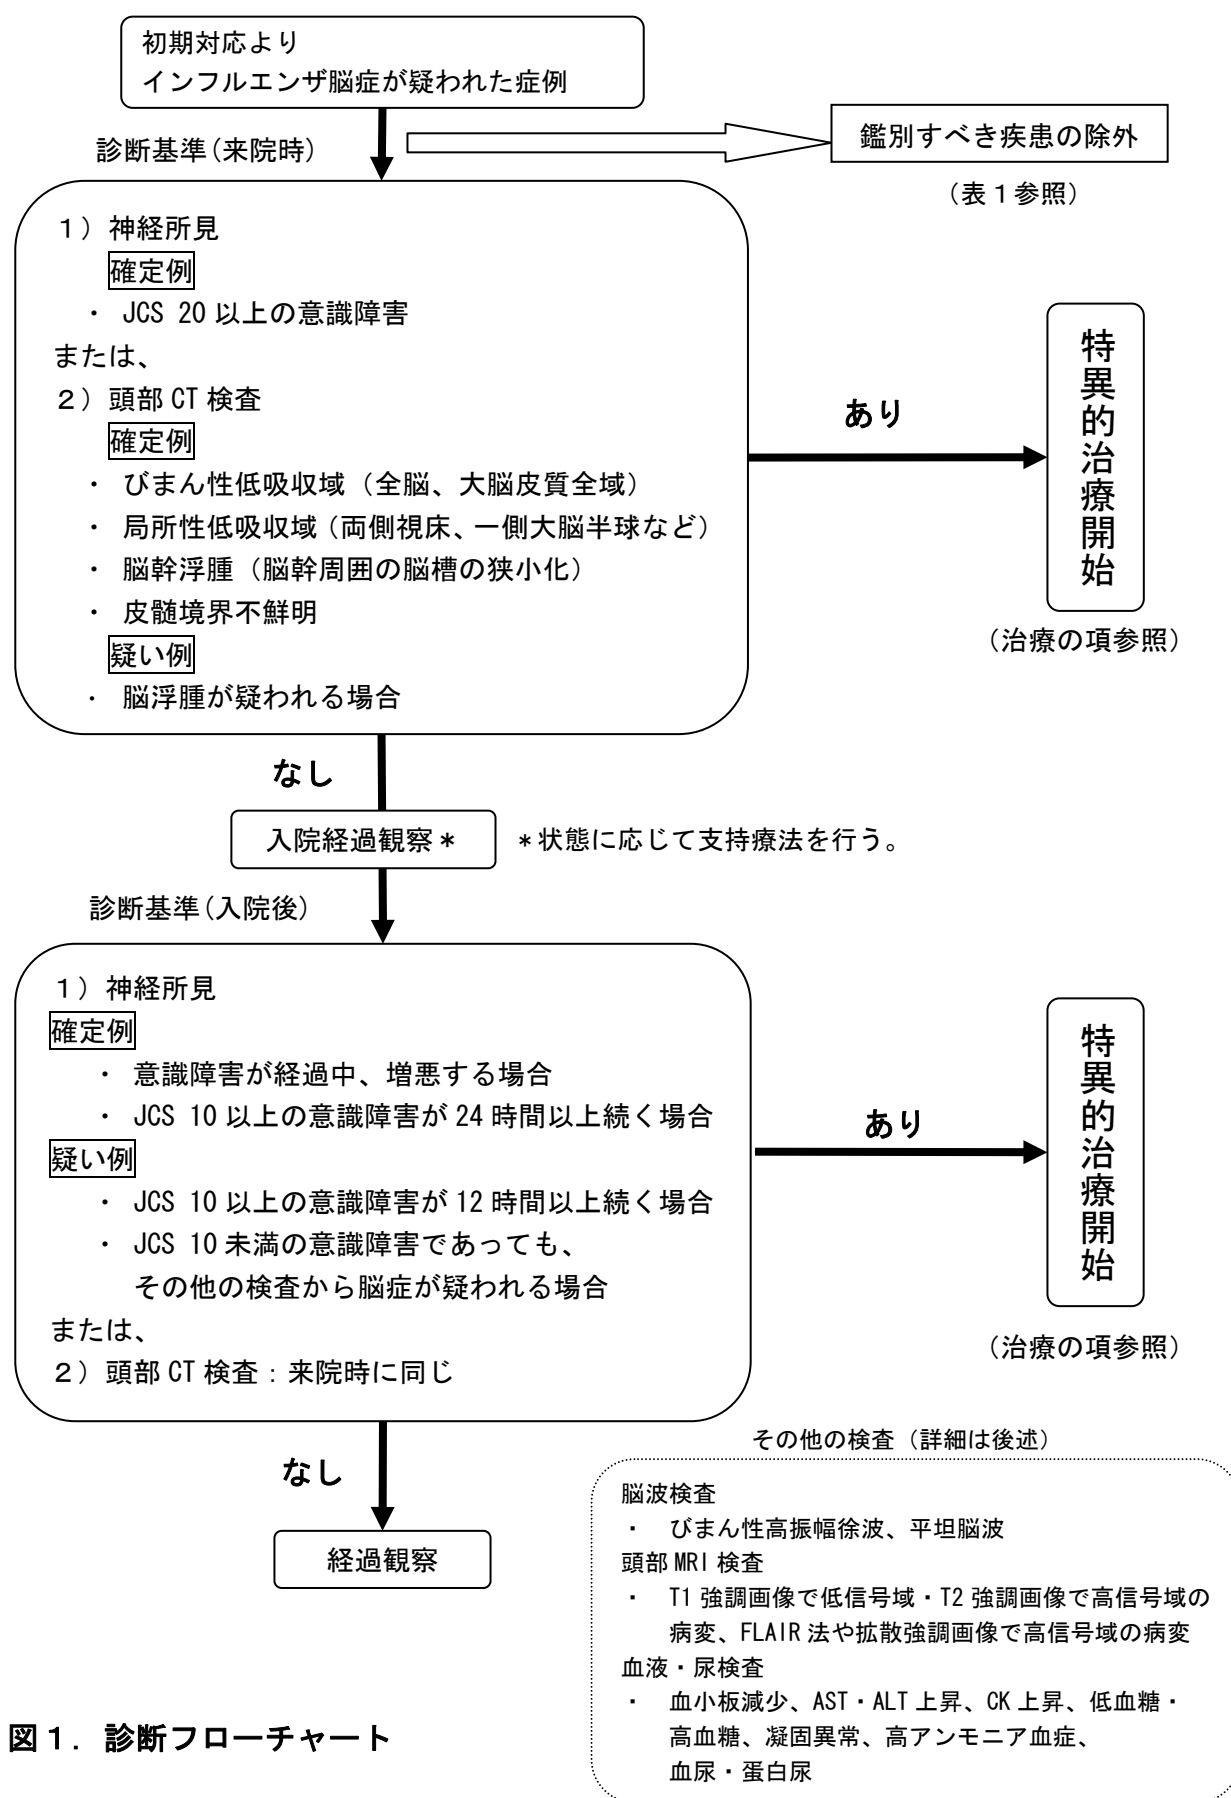 初期対応より
インフルエンザ脳症が疑われた症例
診断基準(来院時)
鑑別すべき疾患の除外
（表１参照）
１）神経所見
確定例
・ JCS 20 以上の意識障害
または、
２）頭部 CT 検査
確定例
・ びまん性低吸収域（全脳、大脳皮質全域）
・ 局所性低吸収域（両側視床、一側大脳半球など）
・ 脳幹浮腫（脳幹周囲の脳槽の狭小化）
・ 皮髄境界不鮮明
疑い例
・ 脳浮腫が疑われる場合
あり
特異的治療開始
（治療の項参照）
なし
入院経過観察＊
＊状態に応じて支持療法を行う。
診断基準(入院後)
１）神経所見
確定例
・ 意識障害が経過中、増悪する場合
・ JCS 10 以上の意識障害が 24 時間以上続く場合
疑い例
・ JCS 10 以上の意識障害が 12 時間以上続く場合
・ JCS 10 未満の意識障害であっても、
その他の検査から脳症が疑われる場合
または、
２）頭部 CT 検査：来院時に同じ
あり
特異的治療開始
（治療の項参照）
なし
経過観察
その他の検査（詳細は後述）
脳波検査
・ びまん性高振幅徐波、平坦脳波
頭部 MRI 検査
・ T1 強調画像で低信号域・T2 強調画像で高信号域の
病変、FLAIR 法や拡散強調画像で高信号域の病変
血液・尿検査
・ 血小板減少、AST・ALT 上昇、CK 上昇、低血糖・
高血糖、凝固異常、高アンモニア血症、
血尿・蛋白尿
図１．診断フローチャート